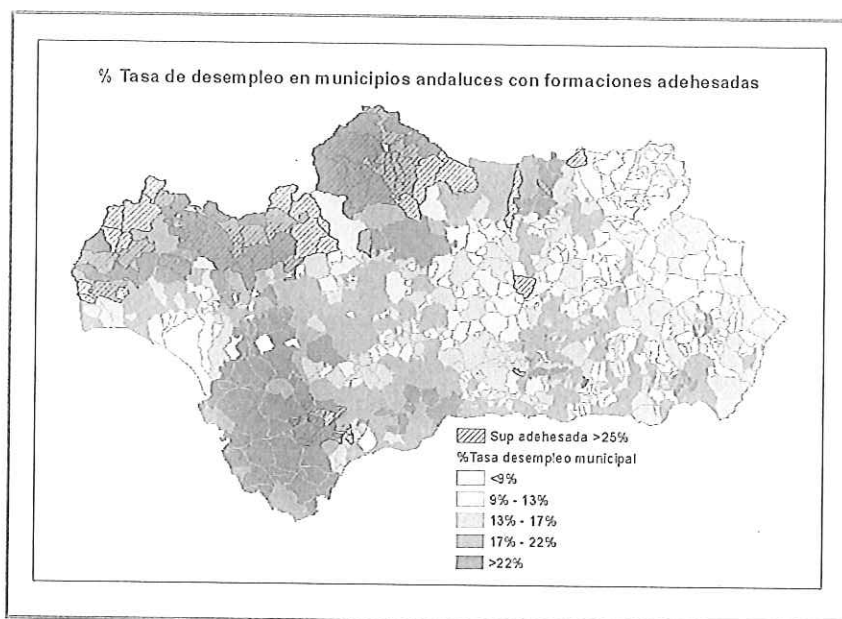 % Tasa de desempleo en municipios andaluces con formaciones adehesadas
Sup adehesada >25%
%Tasa desempleo municipal
<9%
9% - 13%
13% - 17%
17% - 22%
>22%